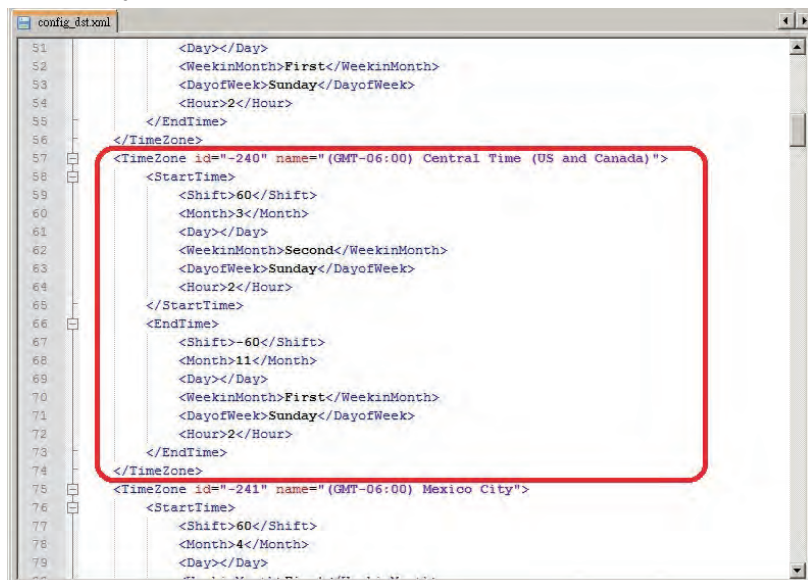 config_dst.xml
51 <Day></Day>
52 <WeekinMonth>First</WeekinMonth>
53 <DayofWeek>Sunday</DayofWeek>
54 <Hour>2</Hour>
55 </EndTime>
56 </TimeZone>
57 <TimeZone id="-240" name="(GMT-06:00) Central Time (US and Canada)">
58 <StartTime>
59 <Shift>60</Shift>
60 <Month>3</Month>
61 <Day></Day>
62 <WeekinMonth>Second</WeekinMonth>
63 <DayofWeek>Sunday</DayofWeek>
64 <Hour>2</Hour>
65 </StartTime>
66 <EndTime>
67 <Shift>-60</Shift>
68 <Month>11</Month>
69 <Day></Day>
70 <WeekinMonth>First</WeekinMonth>
71 <DayofWeek>Sunday</DayofWeek>
72 <Hour>2</Hour>
73 </EndTime>
74 </TimeZone>
75 <TimeZone id="-241" name="(GMT-06:00) Mexico City">
76 <StartTime>
77 <Shift>60</Shift>
78 <Month>4</Month>
79 <Day></Day>